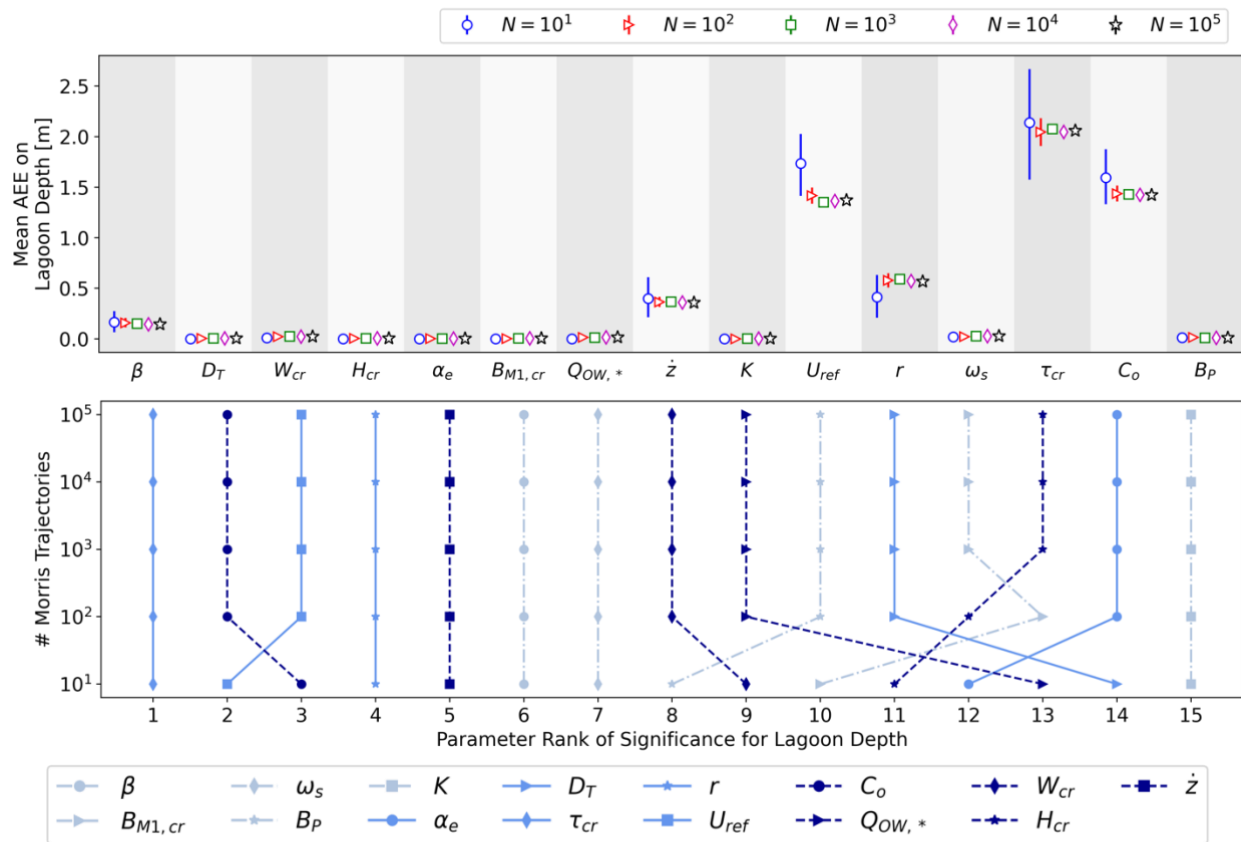 N = 10¹ N = 10² N = 10³ N = 10⁴ N = 10⁵
Mean AEE on
Lagoon Depth [m]
2.5
2.0
1.5
1.0
0.5
0.0
β D_T W_cr H_cr α_e B_M1,cr Q_OW,* ż K U_ref r ω_s τ_cr C_o B_P
# Morris Trajectories
10⁵
10⁴
10³
10²
10¹
1 2 3 4 5 6 7 8 9 10 11 12 13 14 15
Parameter Rank of Significance for Lagoon Depth
β ω_s K D_T r C_o W_cr ż
B_M1,cr B_P α_e τ_cr U_ref Q_OW,* H_cr